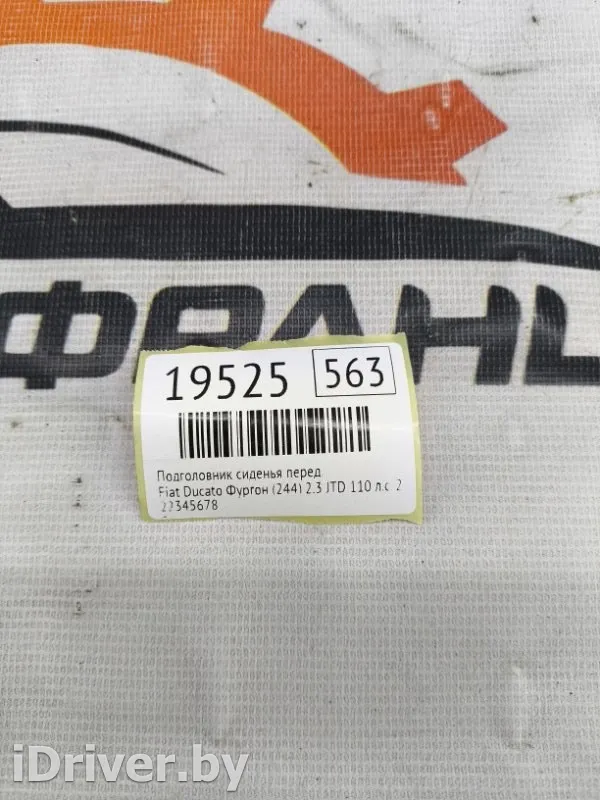 ФРАНЦ
19525 563
Подголовник сиденья перед
Fiat Ducato Фургон (244) 2.3 JTD 110 л.с. 2
22345678
iDriver.by